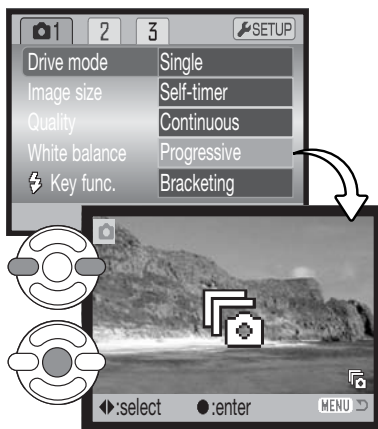 1 2 3 SETUP
Drive mode Single
Image size Self-timer
Quality Continuous
White balance Progressive
Key func. Bracketing
:select :enter MENU